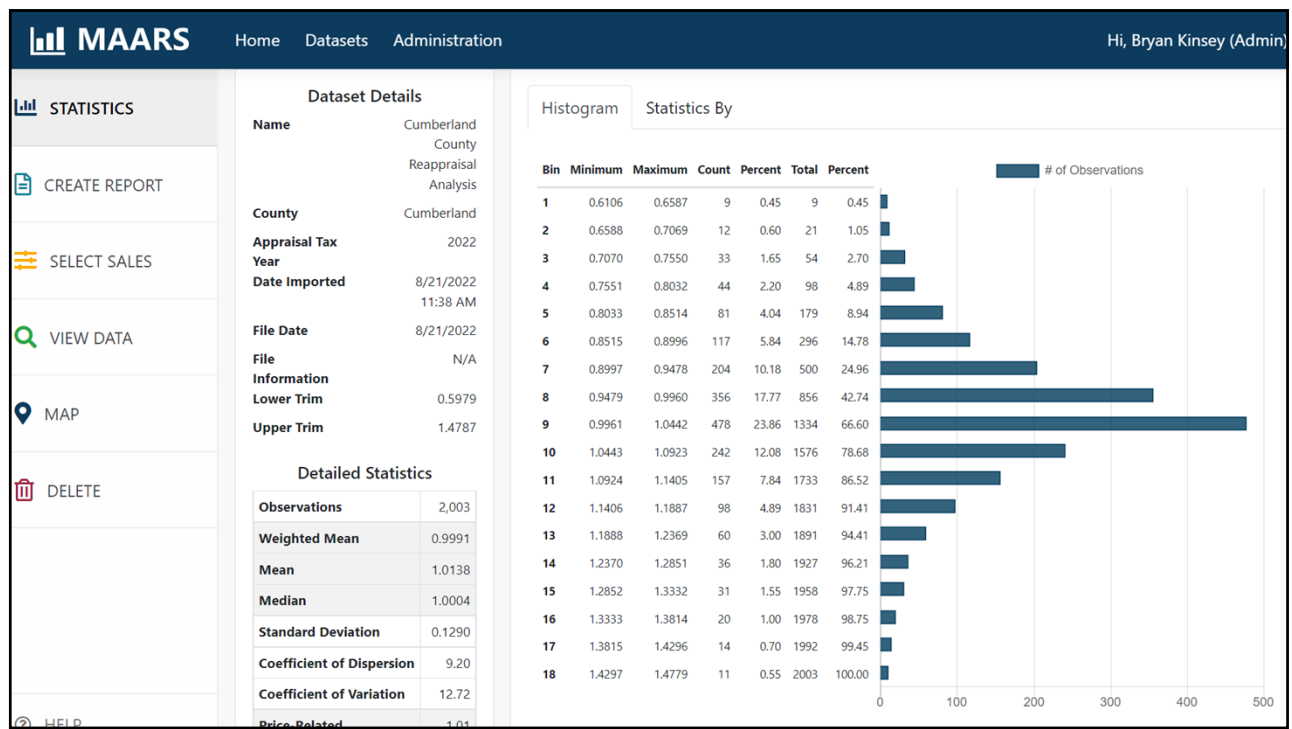 MAARS
Home Datasets Administration
Hi, Bryan Kinsey (Admin)
STATISTICS
CREATE REPORT
SELECT SALES
VIEW DATA
MAP
DELETE
HELP
Dataset Details
Name Cumberland
County
Reappraisal
Analysis
County Cumberland
Appraisal Tax 2022
Year
Date Imported 8/21/2022
11:38 AM
File Date 8/21/2022
File N/A
Information
Lower Trim 0.5979
Upper Trim 1.4787
Detailed Statistics
Observations 2,003
Weighted Mean 0.9991
Mean 1.0138
Median 1.0004
Standard Deviation 0.1290
Coefficient of Dispersion 9.20
Coefficient of Variation 12.72
Price-Related 1.01
Histogram Statistics By
Bin Minimum Maximum Count Percent Total Percent
1 0.6106 0.6587 9 0.45 9 0.45
2 0.6588 0.7069 12 0.60 21 1.05
3 0.7070 0.7550 33 1.65 54 2.70
4 0.7551 0.8032 44 2.20 98 4.89
5 0.8033 0.8514 81 4.04 179 8.94
6 0.8515 0.8996 117 5.84 296 14.78
7 0.8997 0.9478 204 10.18 500 24.96
8 0.9479 0.9960 356 17.77 856 42.74
9 0.9961 1.0442 478 23.86 1334 66.60
10 1.0443 1.0923 242 12.08 1576 78.68
11 1.0924 1.1405 157 7.84 1733 86.52
12 1.1406 1.1887 98 4.89 1831 91.41
13 1.1888 1.2369 60 3.00 1891 94.41
14 1.2370 1.2851 36 1.80 1927 96.21
15 1.2852 1.3332 31 1.55 1958 97.75
16 1.3333 1.3814 20 1.00 1978 98.75
17 1.3815 1.4296 14 0.70 1992 99.45
18 1.4297 1.4779 11 0.55 2003 100.00
# of Observations
0 100 200 300 400 500